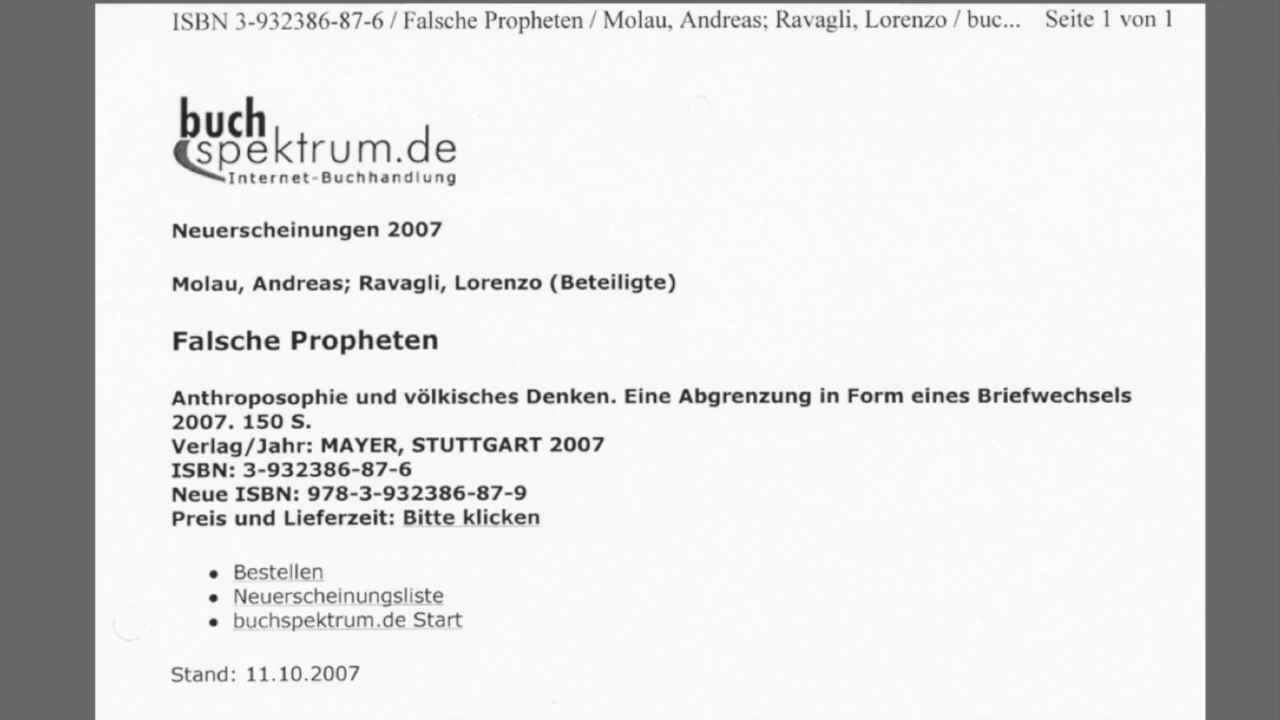 ISBN 3-932386-87-6 / Falsche Propheten / Molau, Andreas; Ravagli, Lorenzo / buc... Seite 1 von 1
buch
spektrum.de
Internet-Buchhandlung
Neuerscheinungen 2007
Molau, Andreas; Ravagli, Lorenzo (Beteiligte)
Falsche Propheten
Anthroposophie und völkisches Denken. Eine Abgrenzung in Form eines Briefwechsels
2007. 150 S.
Verlag/Jahr: MAYER, STUTTGART 2007
ISBN: 3-932386-87-6
Neue ISBN: 978-3-932386-87-9
Preis und Lieferzeit: Bitte klicken
• Bestellen
• Neuerscheinungsliste
• buchspektrum.de Start
Stand: 11.10.2007